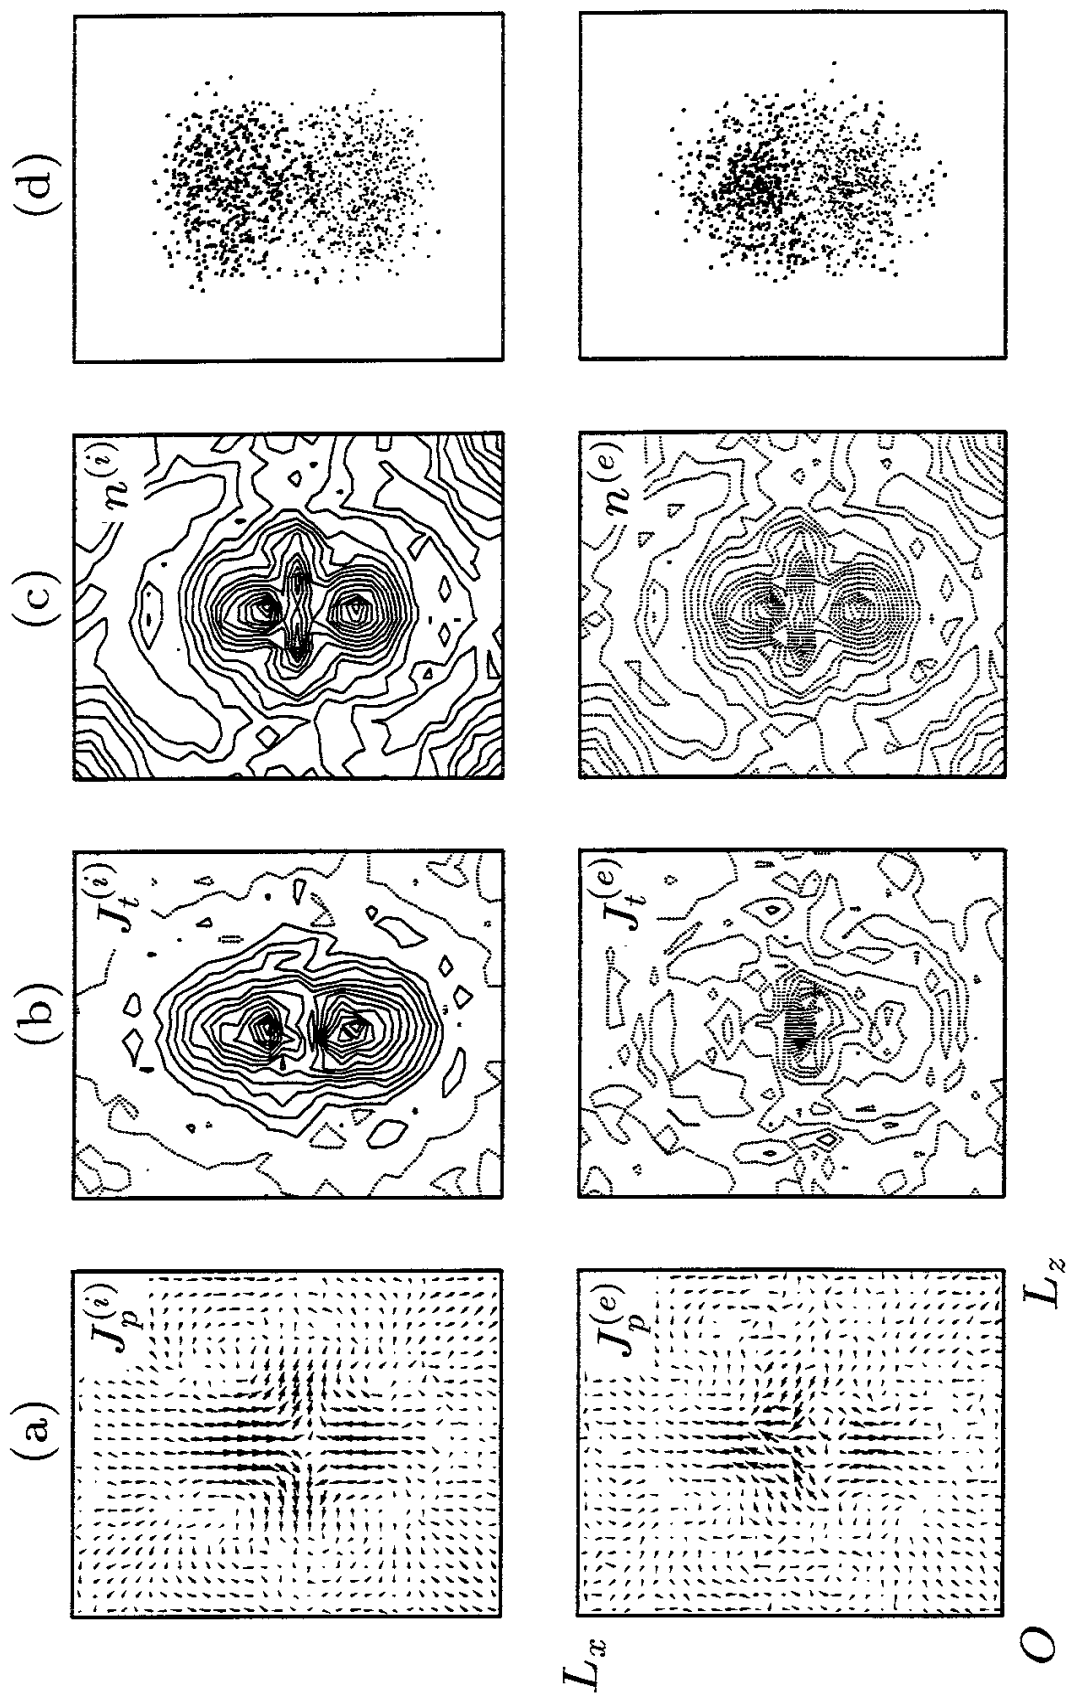 (a) (b) (c) (d)
J_p^{(i)} J_t^{(i)} n^{(i)}
L_x J_p^{(e)} J_t^{(e)} n^{(e)}
O L_z